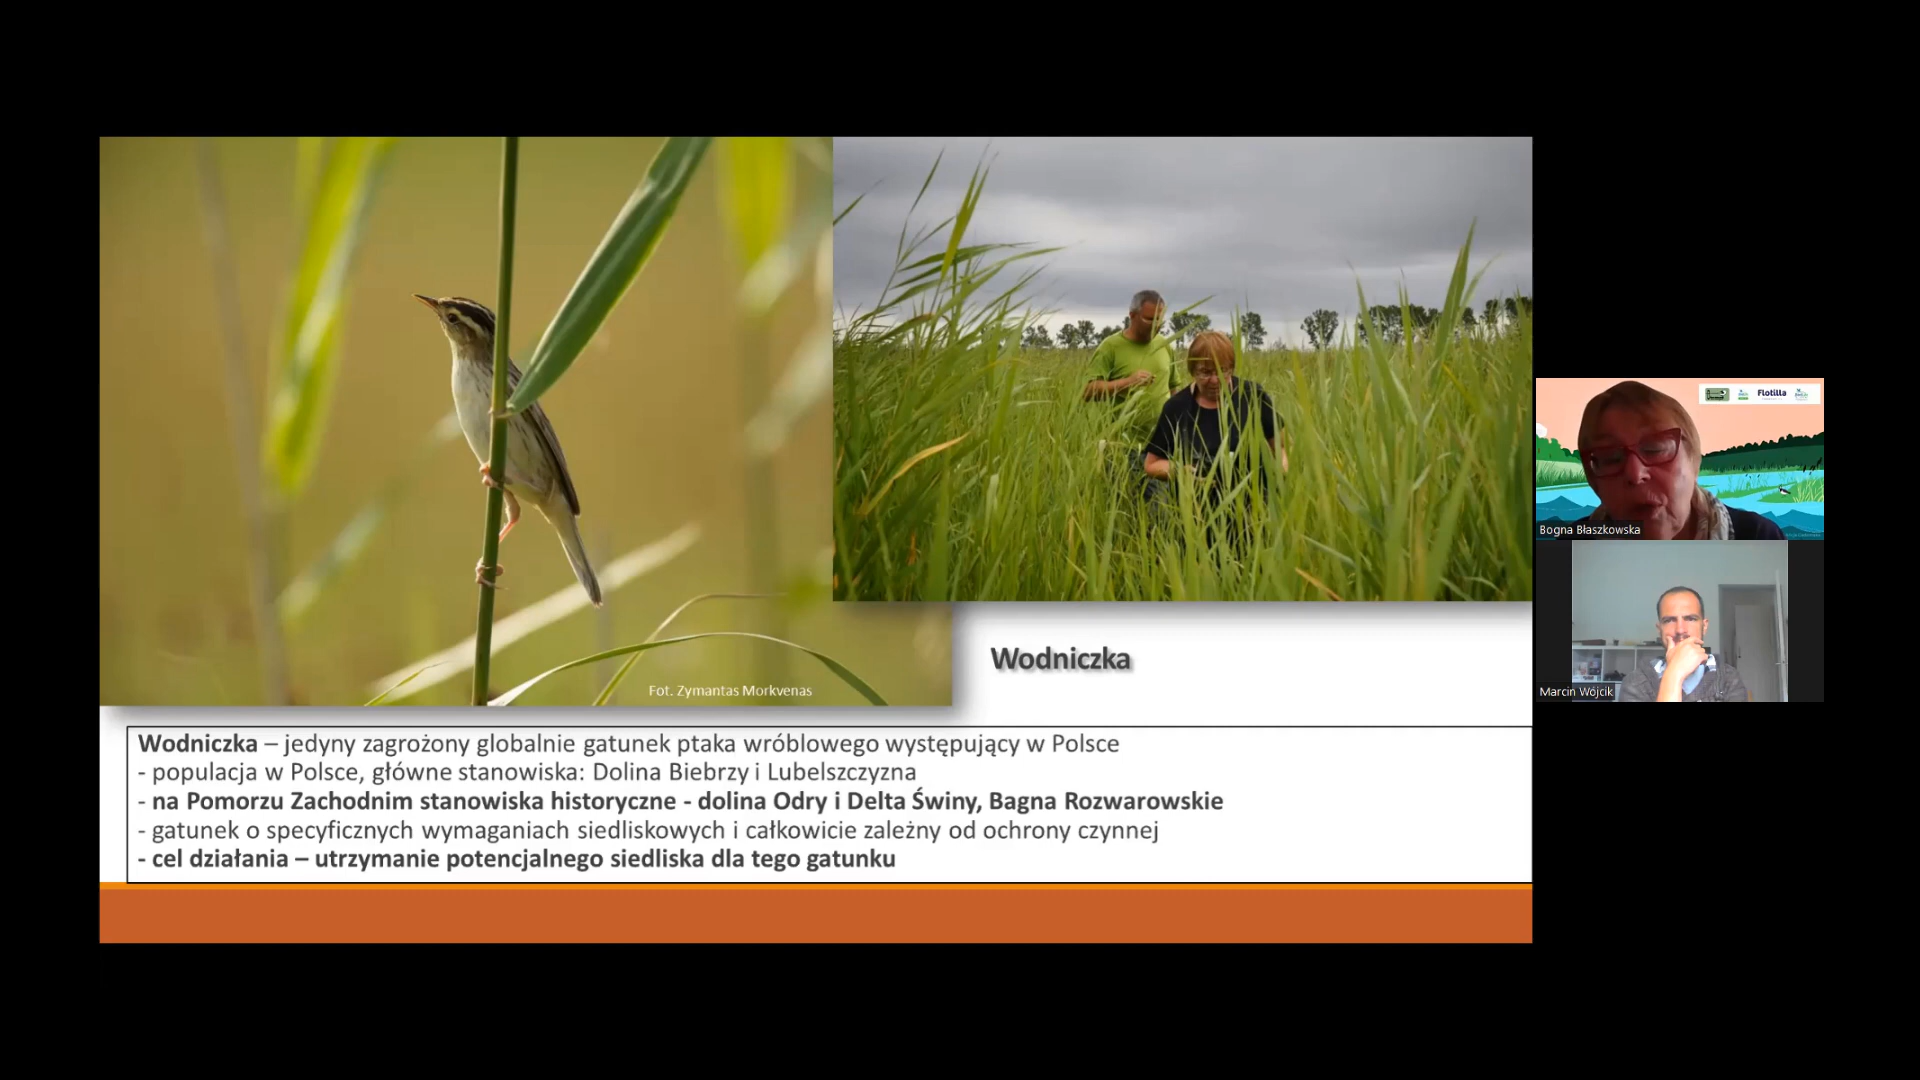 Fot. Zymantas Morkvenas
Wodniczka
Wodniczka – jedyny zagrożony globalnie gatunek ptaka wróblowego występujący w Polsce
- populacja w Polsce, główne stanowiska: Dolina Biebrzy i Lubelszczyzna
- na Pomorzu Zachodnim stanowiska historyczne - dolina Odry i Delta Świny, Bagna Rozwarowskie
- gatunek o specyficznych wymaganiach siedliskowych i całkowicie zależny od ochrony czynnej
- cel działania – utrzymanie potencjalnego siedliska dla tego gatunku
Flotilla
Bogna Błaszkowska
Marcin Wójcik